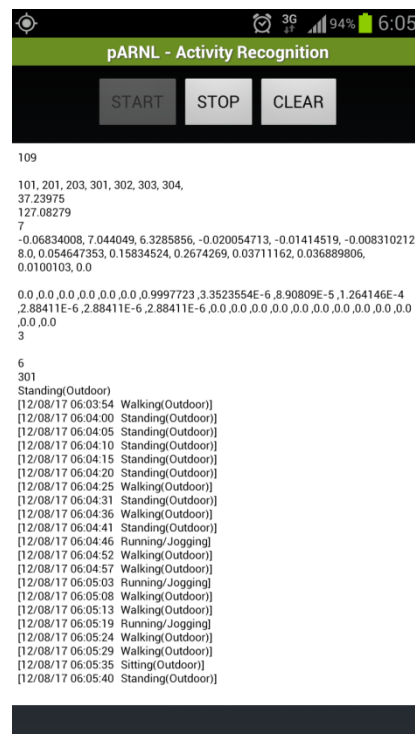 3G 94% 6:05
pARNL - Activity Recognition
START STOP CLEAR
109
101, 201, 203, 301, 302, 303, 304,
37.23975
127.08279
7
-0.06834008, 7.044049, 6.3285856, -0.020054713, -0.01414519, -0.008310212
8.0, 0.054647353, 0.15834524, 0.2674269, 0.03711162, 0.036889806,
0.0100103, 0.0
0.0 ,0.0 ,0.0 ,0.0 ,0.0 ,0.0 ,0.9997723 ,3.3523554E-6 ,8.90809E-5 ,1.264146E-4
,2.88411E-6 ,2.88411E-6 ,2.88411E-6 ,0.0 ,0.0 ,0.0 ,0.0 ,0.0 ,0.0 ,0.0 ,0.0 ,0.0
,0.0 ,0.0
3
6
301
Standing(Outdoor)
[12/08/17 06:03:54 Walking(Outdoor)]
[12/08/17 06:04:00 Standing(Outdoor)]
[12/08/17 06:04:05 Standing(Outdoor)]
[12/08/17 06:04:10 Standing(Outdoor)]
[12/08/17 06:04:15 Standing(Outdoor)]
[12/08/17 06:04:20 Standing(Outdoor)]
[12/08/17 06:04:25 Walking(Outdoor)]
[12/08/17 06:04:31 Standing(Outdoor)]
[12/08/17 06:04:36 Walking(Outdoor)]
[12/08/17 06:04:41 Standing(Outdoor)]
[12/08/17 06:04:46 Running/Jogging]
[12/08/17 06:04:52 Walking(Outdoor)]
[12/08/17 06:04:57 Walking(Outdoor)]
[12/08/17 06:05:03 Running/Jogging]
[12/08/17 06:05:08 Walking(Outdoor)]
[12/08/17 06:05:13 Walking(Outdoor)]
[12/08/17 06:05:19 Running/Jogging]
[12/08/17 06:05:24 Walking(Outdoor)]
[12/08/17 06:05:29 Walking(Outdoor)]
[12/08/17 06:05:35 Sitting(Outdoor)]
[12/08/17 06:05:40 Standing(Outdoor)]